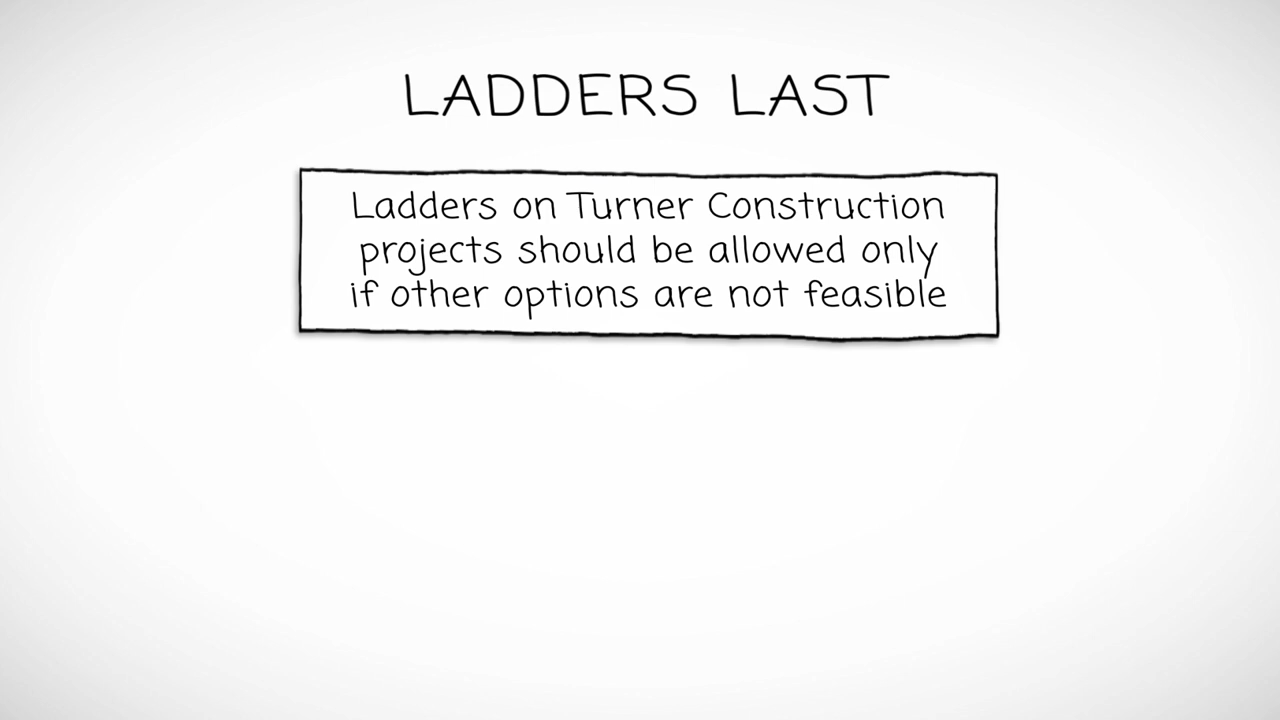 LADDERS LAST
Ladders on Turner Construction
projects should be allowed only
if other options are not feasible